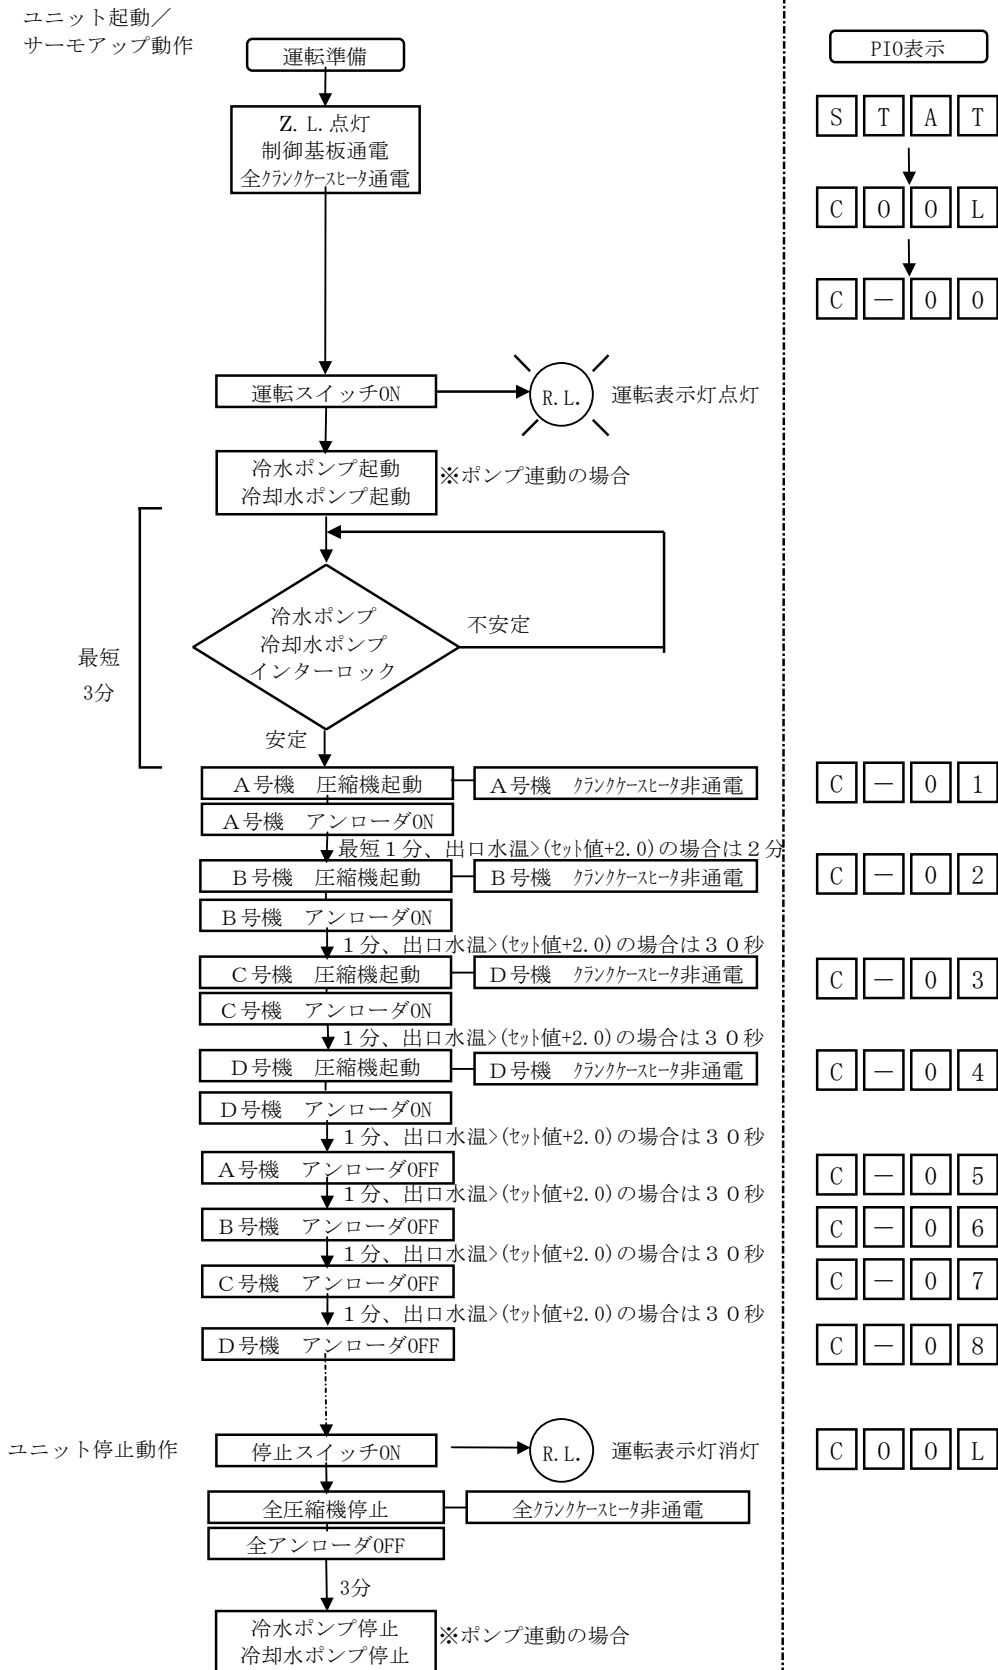 ユニット起動／
サーモアップ動作
運転準備
PIO表示
Z.L.点灯
制御基板通電
全クランクケースヒータ通電
S T A T
C O O L
C － 0 0
運転スイッチON
R.L.
運転表示灯点灯
冷水ポンプ起動
冷却水ポンプ起動
※ポンプ連動の場合
冷水ポンプ
冷却水ポンプ
インターロック
不安定
最短
3分
安定
A号機 圧縮機起動
A号機 クランクケースヒータ非通電
C － 0 1
A号機 アンローダON
最短１分、出口水温>(セット値+2.0)の場合は２分
B号機 圧縮機起動
B号機 クランクケースヒータ非通電
C － 0 2
B号機 アンローダON
１分、出口水温>(セット値+2.0)の場合は３０秒
C号機 圧縮機起動
D号機 クランクケースヒータ非通電
C － 0 3
C号機 アンローダON
１分、出口水温>(セット値+2.0)の場合は３０秒
D号機 圧縮機起動
D号機 クランクケースヒータ非通電
C － 0 4
D号機 アンローダON
１分、出口水温>(セット値+2.0)の場合は３０秒
A号機 アンローダOFF
C － 0 5
１分、出口水温>(セット値+2.0)の場合は３０秒
B号機 アンローダOFF
C － 0 6
１分、出口水温>(セット値+2.0)の場合は３０秒
C号機 アンローダOFF
C － 0 7
１分、出口水温>(セット値+2.0)の場合は３０秒
D号機 アンローダOFF
C － 0 8
ユニット停止動作
停止スイッチON
R.L.
運転表示灯消灯
C O O L
全圧縮機停止
全クランクケースヒータ非通電
全アンローダOFF
3分
冷水ポンプ停止
冷却水ポンプ停止
※ポンプ連動の場合